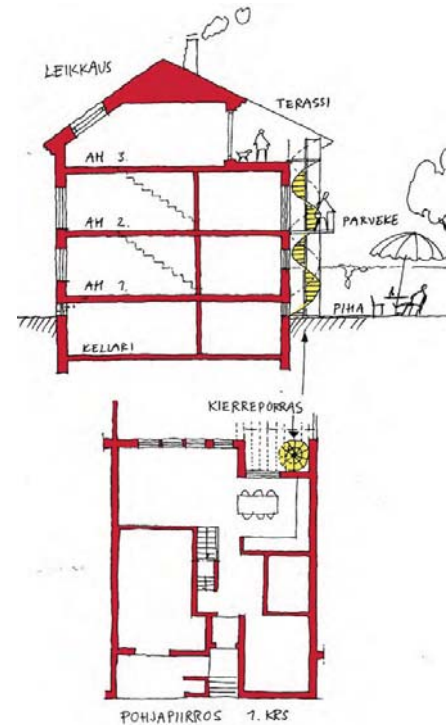 LEIKKAUS
TERASSI
AH 3.
AH 2.
PARVEKE
AH 1.
PIHA
KELLARI
KIERREPORRAS
POHJAPIIRROS 1. KRS